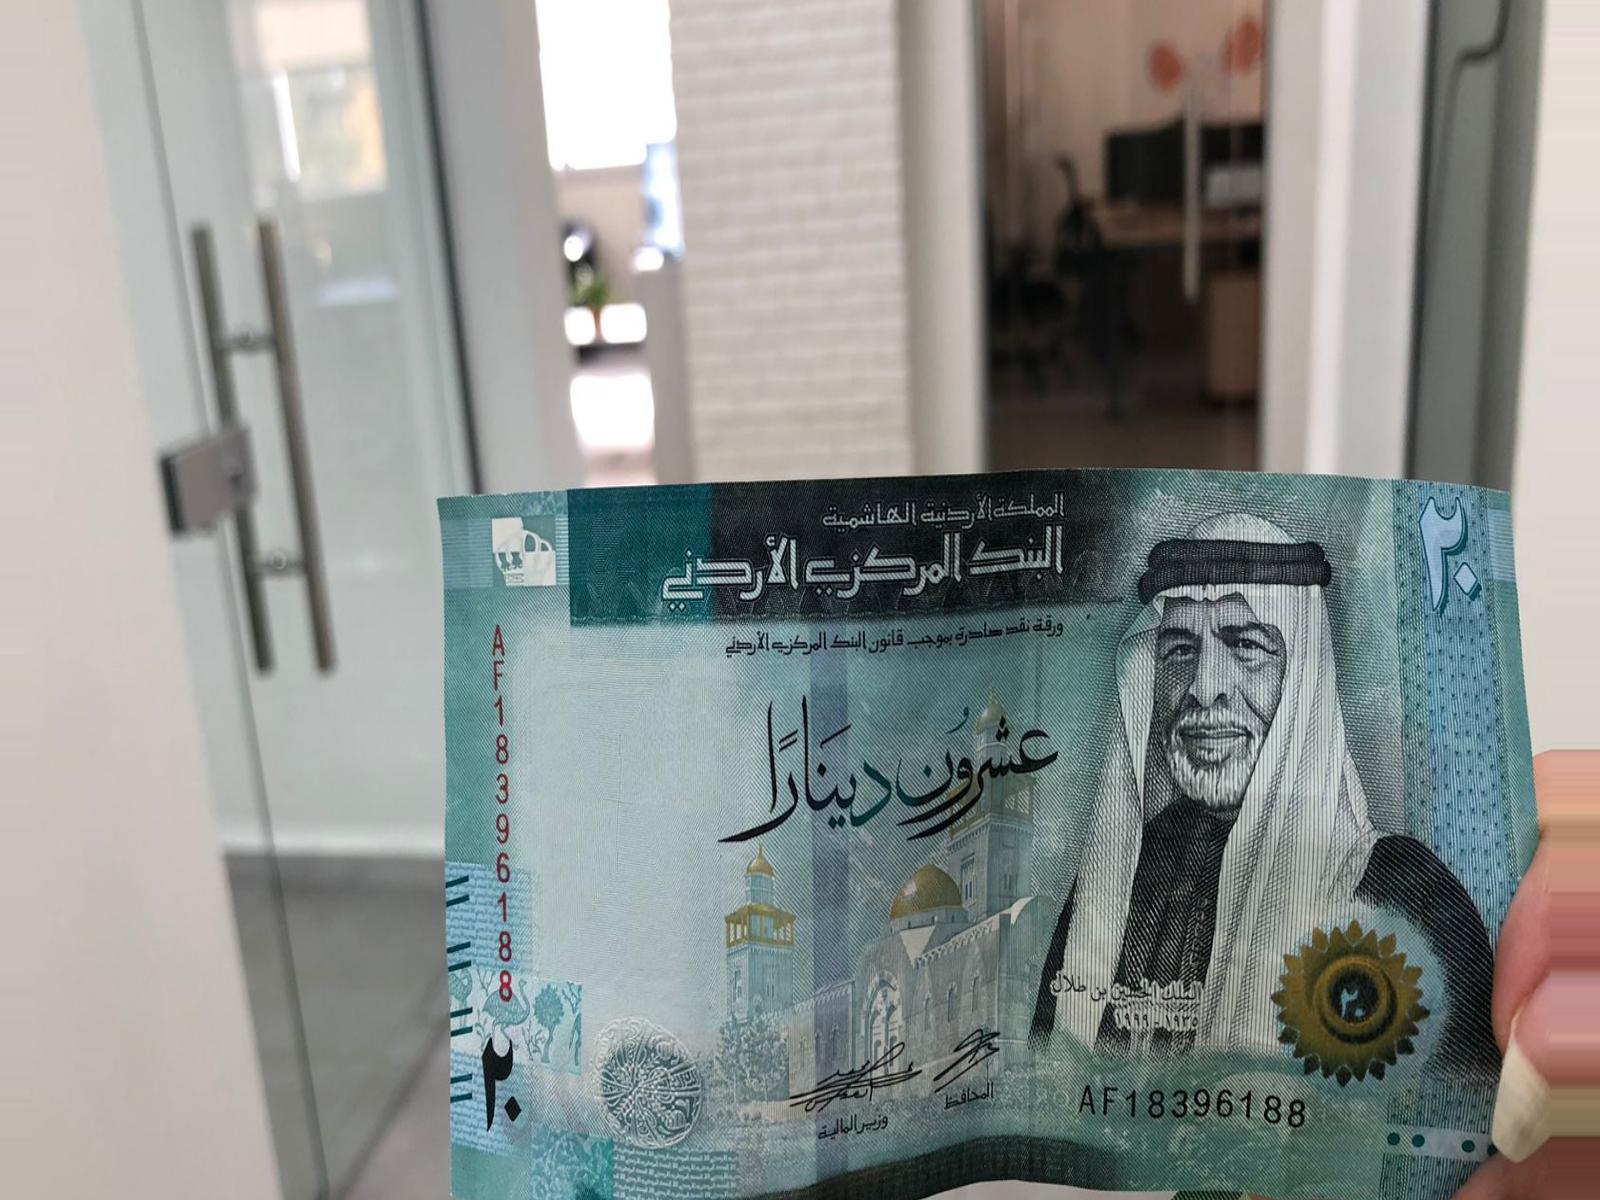 المملكة الأردنية الهاشمية
البنك المركزي الأردني
ورقة نقد صادرة بموجب قانون البنك المركزي الأردني
عشرون دينارًا
٢٠
AF18396188
٢٠
الملك الحسين بن طلال
١٩٣٥-١٩٩٩
٢٠
المحافظ
وزير المالية
AF18396188